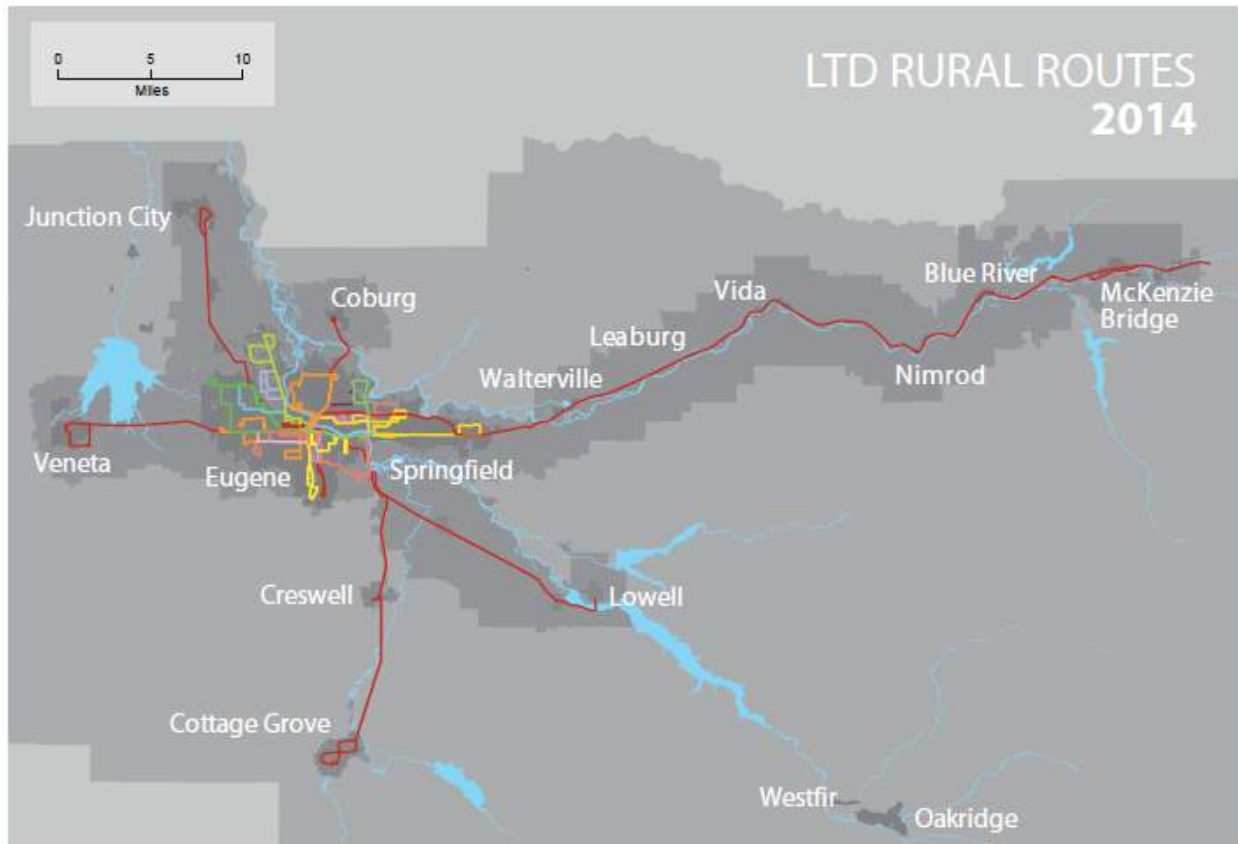 0 5 10
Miles
LTD RURAL ROUTES
2014
Junction City
Coburg
Blue River
McKenzie
Bridge
Vida
Leaburg
Nimrod
Walterville
Veneta
Eugene
Springfield
Creswell
Lowell
Cottage Grove
Westfir
Oakridge